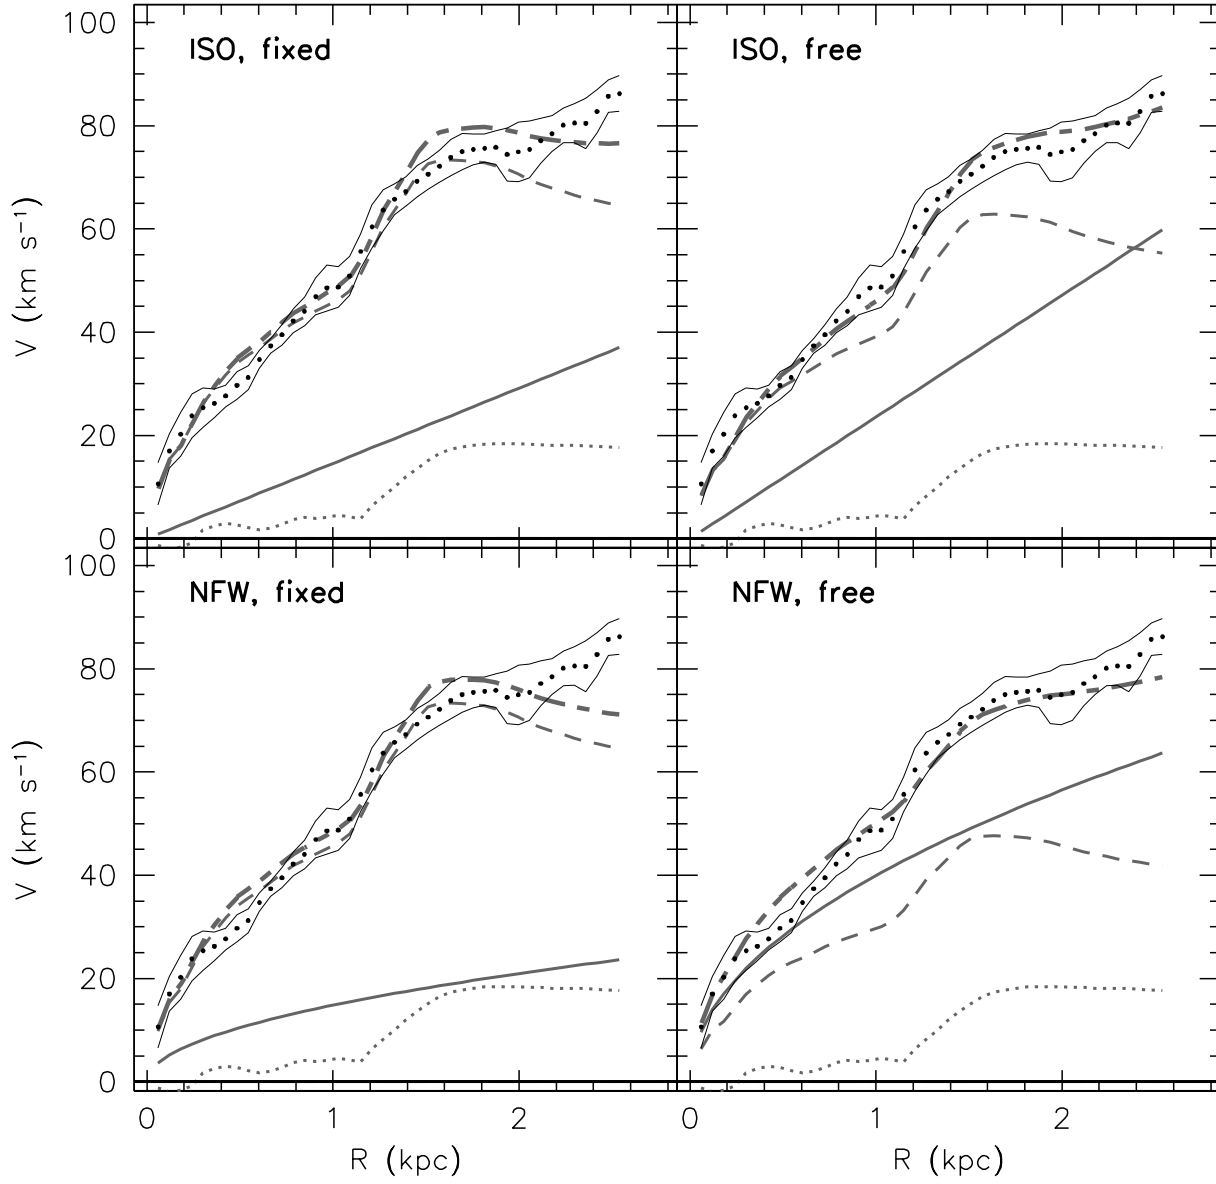 100
80
60
40
20
0
V (km s⁻¹)
ISO, fixed
ISO, free
100
80
60
40
20
0
V (km s⁻¹)
NFW, fixed
NFW, free
0 1 2
0 1 2
R (kpc)
R (kpc)